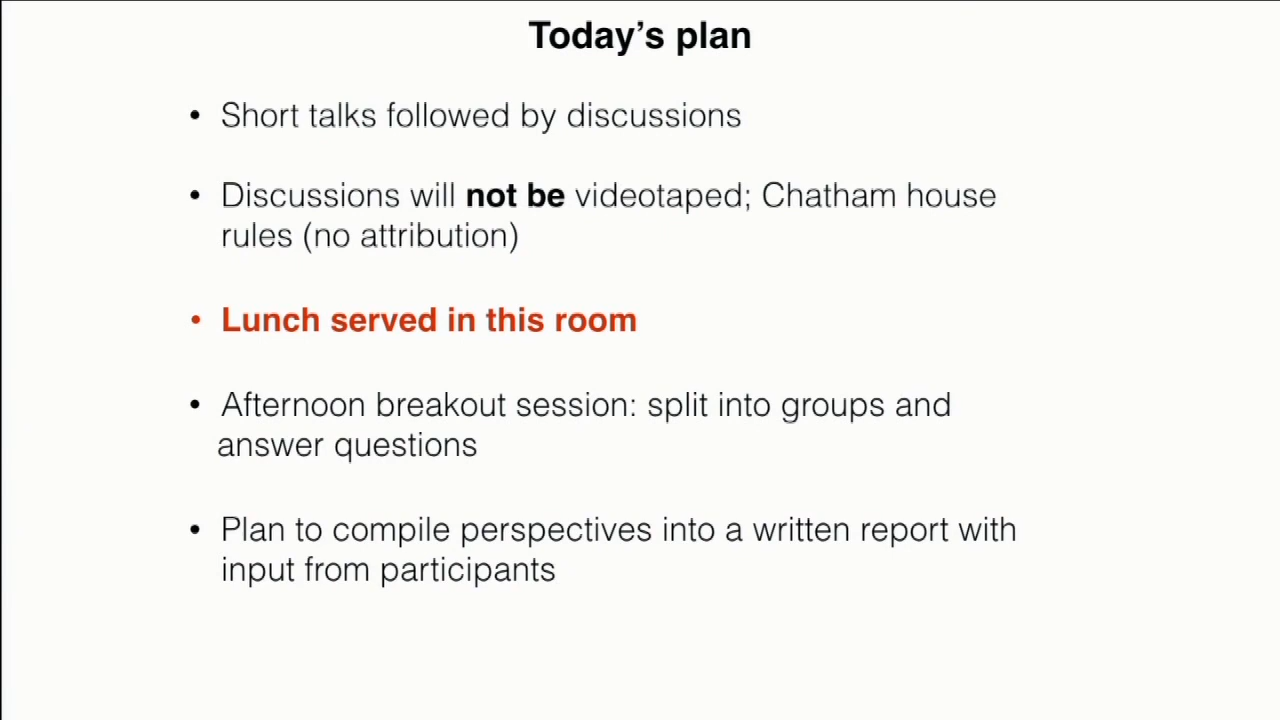 Today’s plan
• Short talks followed by discussions
• Discussions will not be videotaped; Chatham house
rules (no attribution)
• Lunch served in this room
• Afternoon breakout session: split into groups and
answer questions
• Plan to compile perspectives into a written report with
input from participants